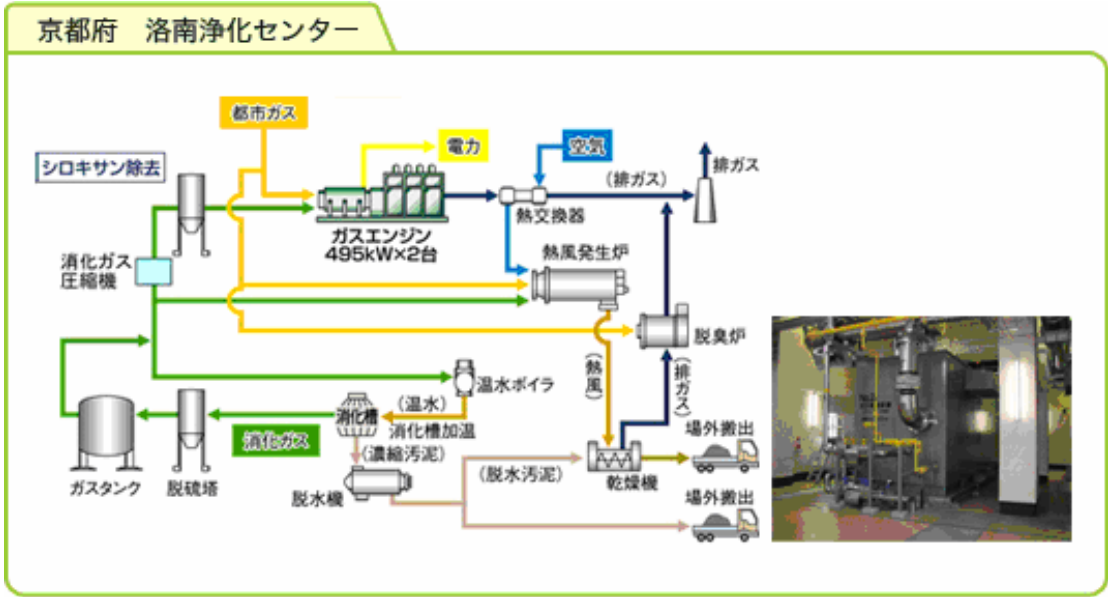 京都府 洛南浄化センター
都市ガス
電力
空気
シロキサン除去
(排ガス)
排ガス
熱交換器
ガスエンジン
495kW×2台
熱風発生炉
消化ガス
圧縮機
脱臭炉
(熱風)
(排ガス)
温水ボイラ
(温水)
消化槽
消化槽加温
消化ガス
(濃縮汚泥)
場外搬出
ガスタンク
脱硫塔
脱水機
(脱水汚泥)
乾燥機
場外搬出